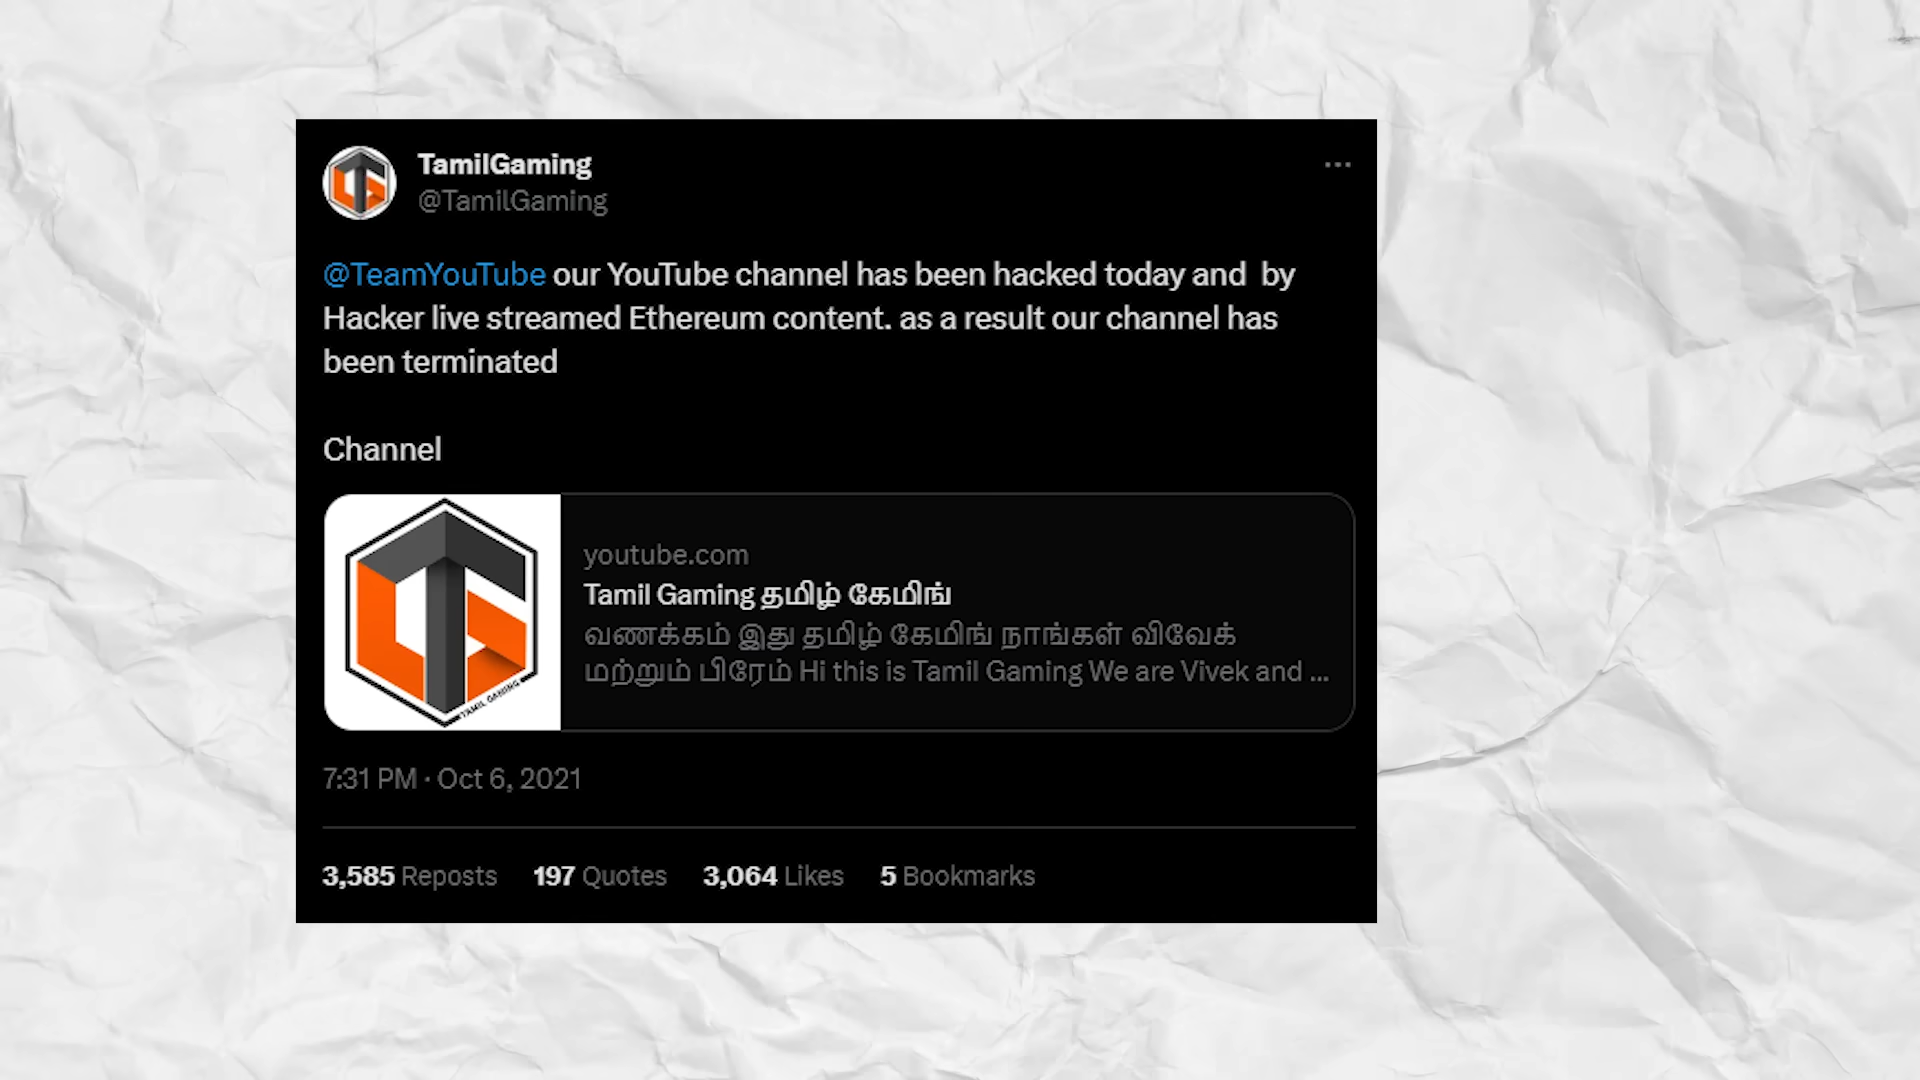 TamilGaming
@TamilGaming
@TeamYouTube our YouTube channel has been hacked today and  by
Hacker live streamed Ethereum content. as a result our channel has
been terminated
Channel
TAMIL GAMING
youtube.com
Tamil Gaming தமிழ் கேமிங்
வணக்கம் இது தமிழ் கேமிங் நாங்கள் விவேக்
மற்றும் பிரேம் Hi this is Tamil Gaming We are Vivek and ...
7:31 PM · Oct 6, 2021
3,585 Reposts 197 Quotes 3,064 Likes 5 Bookmarks